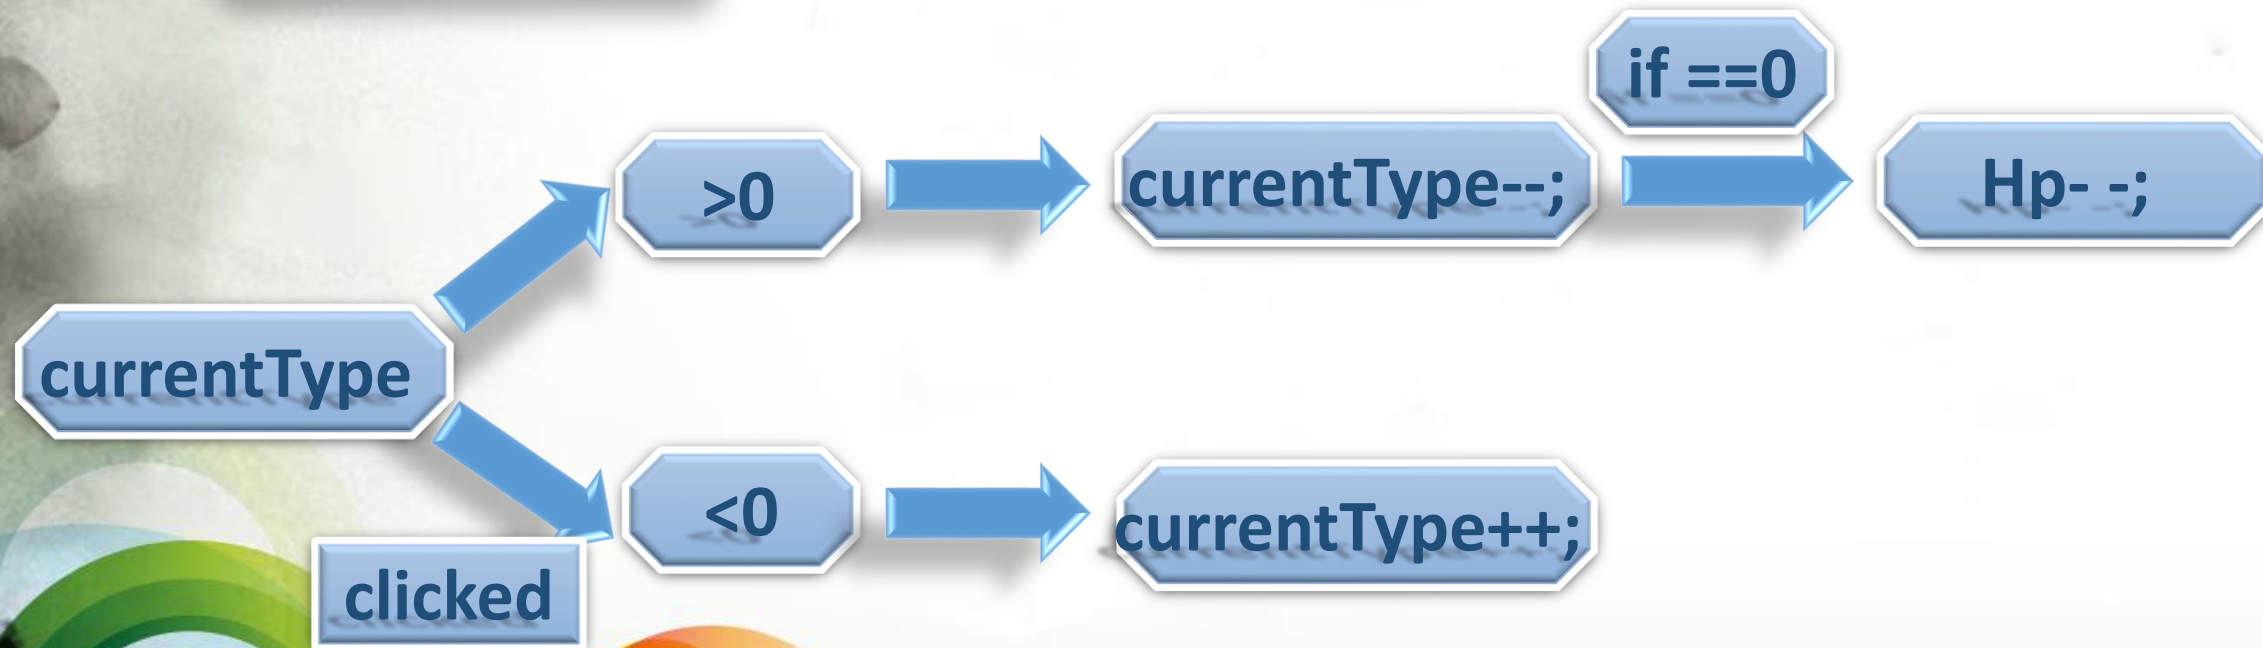 if ==0
>0
currentType--;
Hp- -;
currentType
<0
currentType++;
clicked